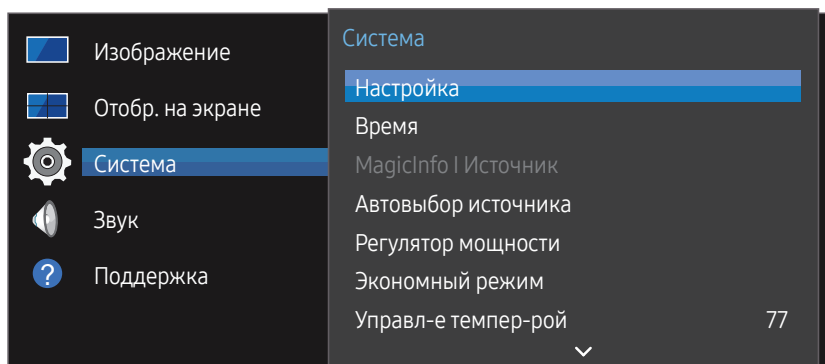 Изображение
Отобр. на экране
Система
Звук
? Поддержка
Система
Настройка
Время
MagicInfo I Источник
Автовыбор источника
Регулятор мощности
Экономный режим
Управл-е темпер-рой 77